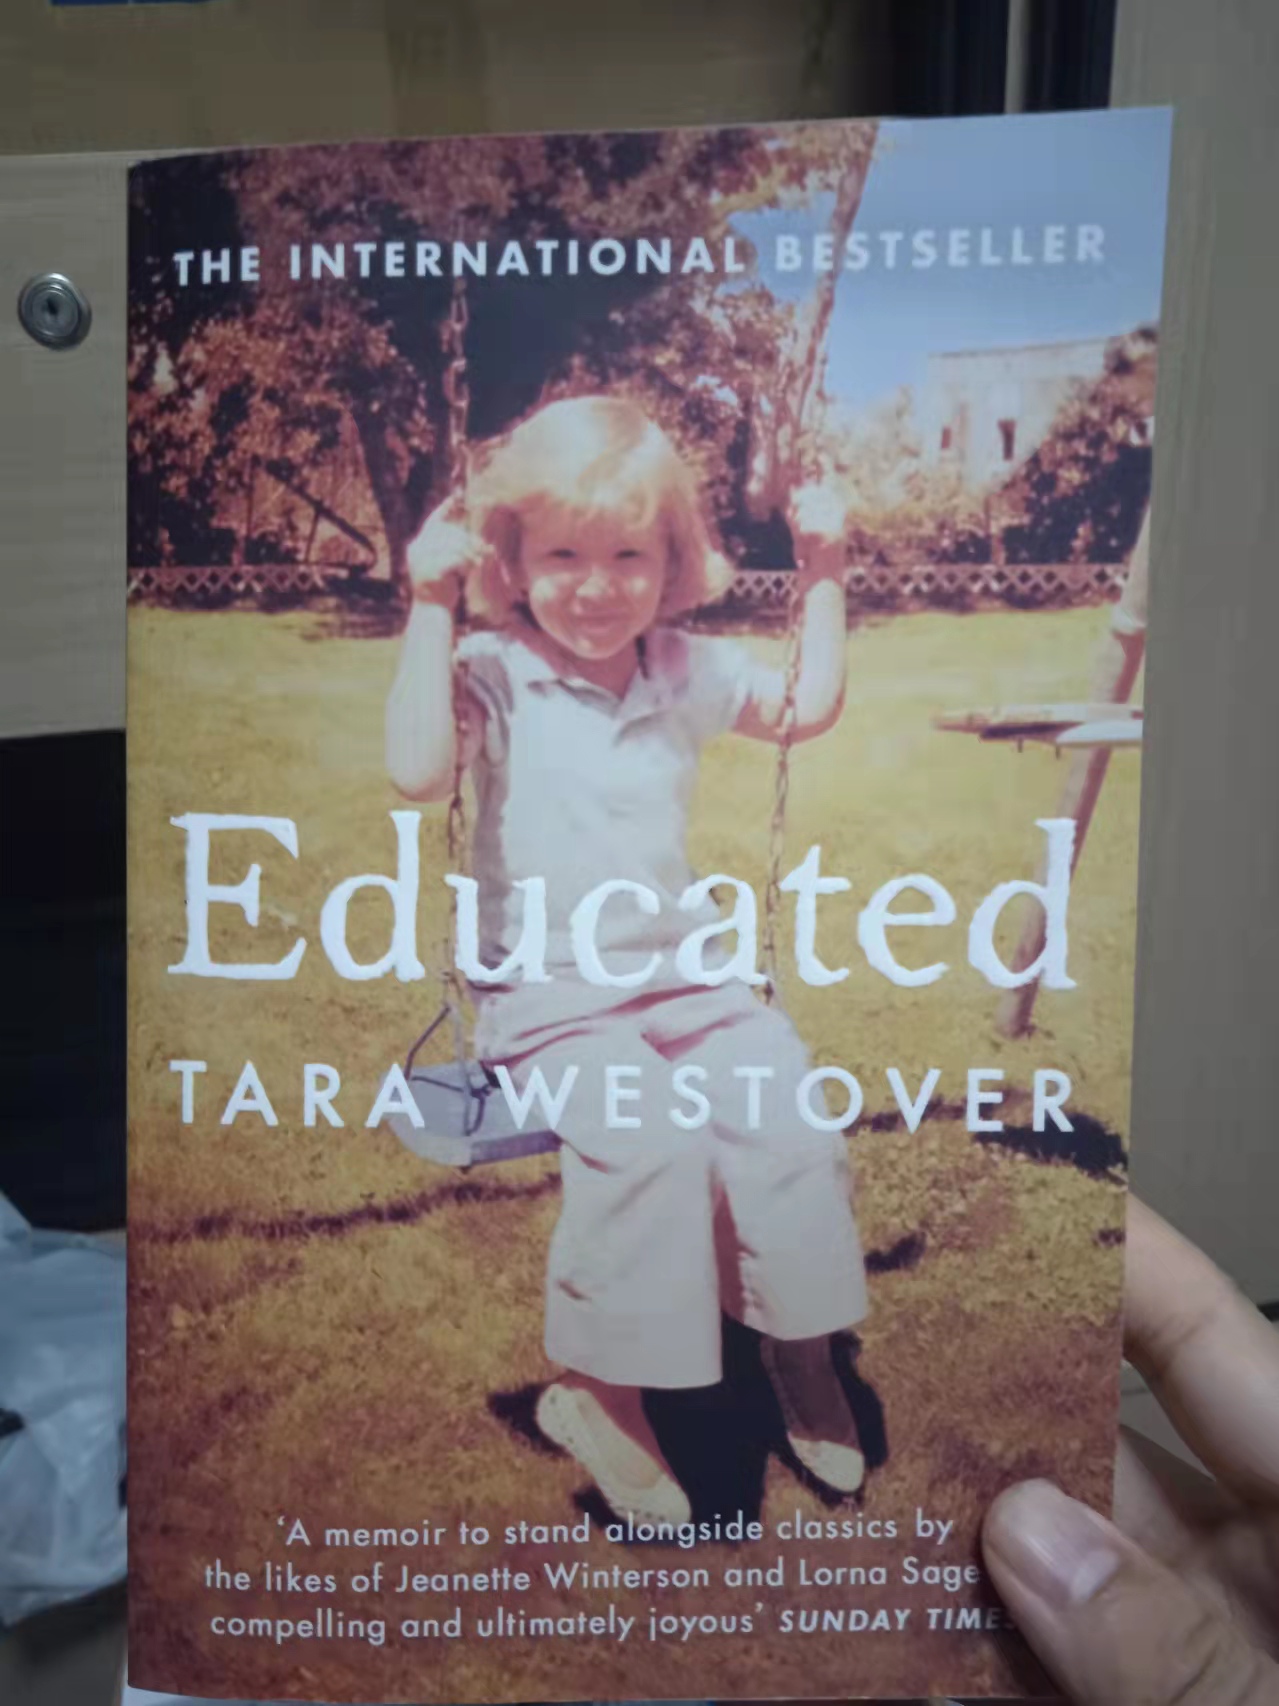 THE INTERNATIONAL BESTSELLER
Educated
TARA WESTOVER
‘A memoir to stand alongside classics by
the likes of Jeanette Winterson and Lorna Sage
compelling and ultimately joyous’ SUNDAY TIMES